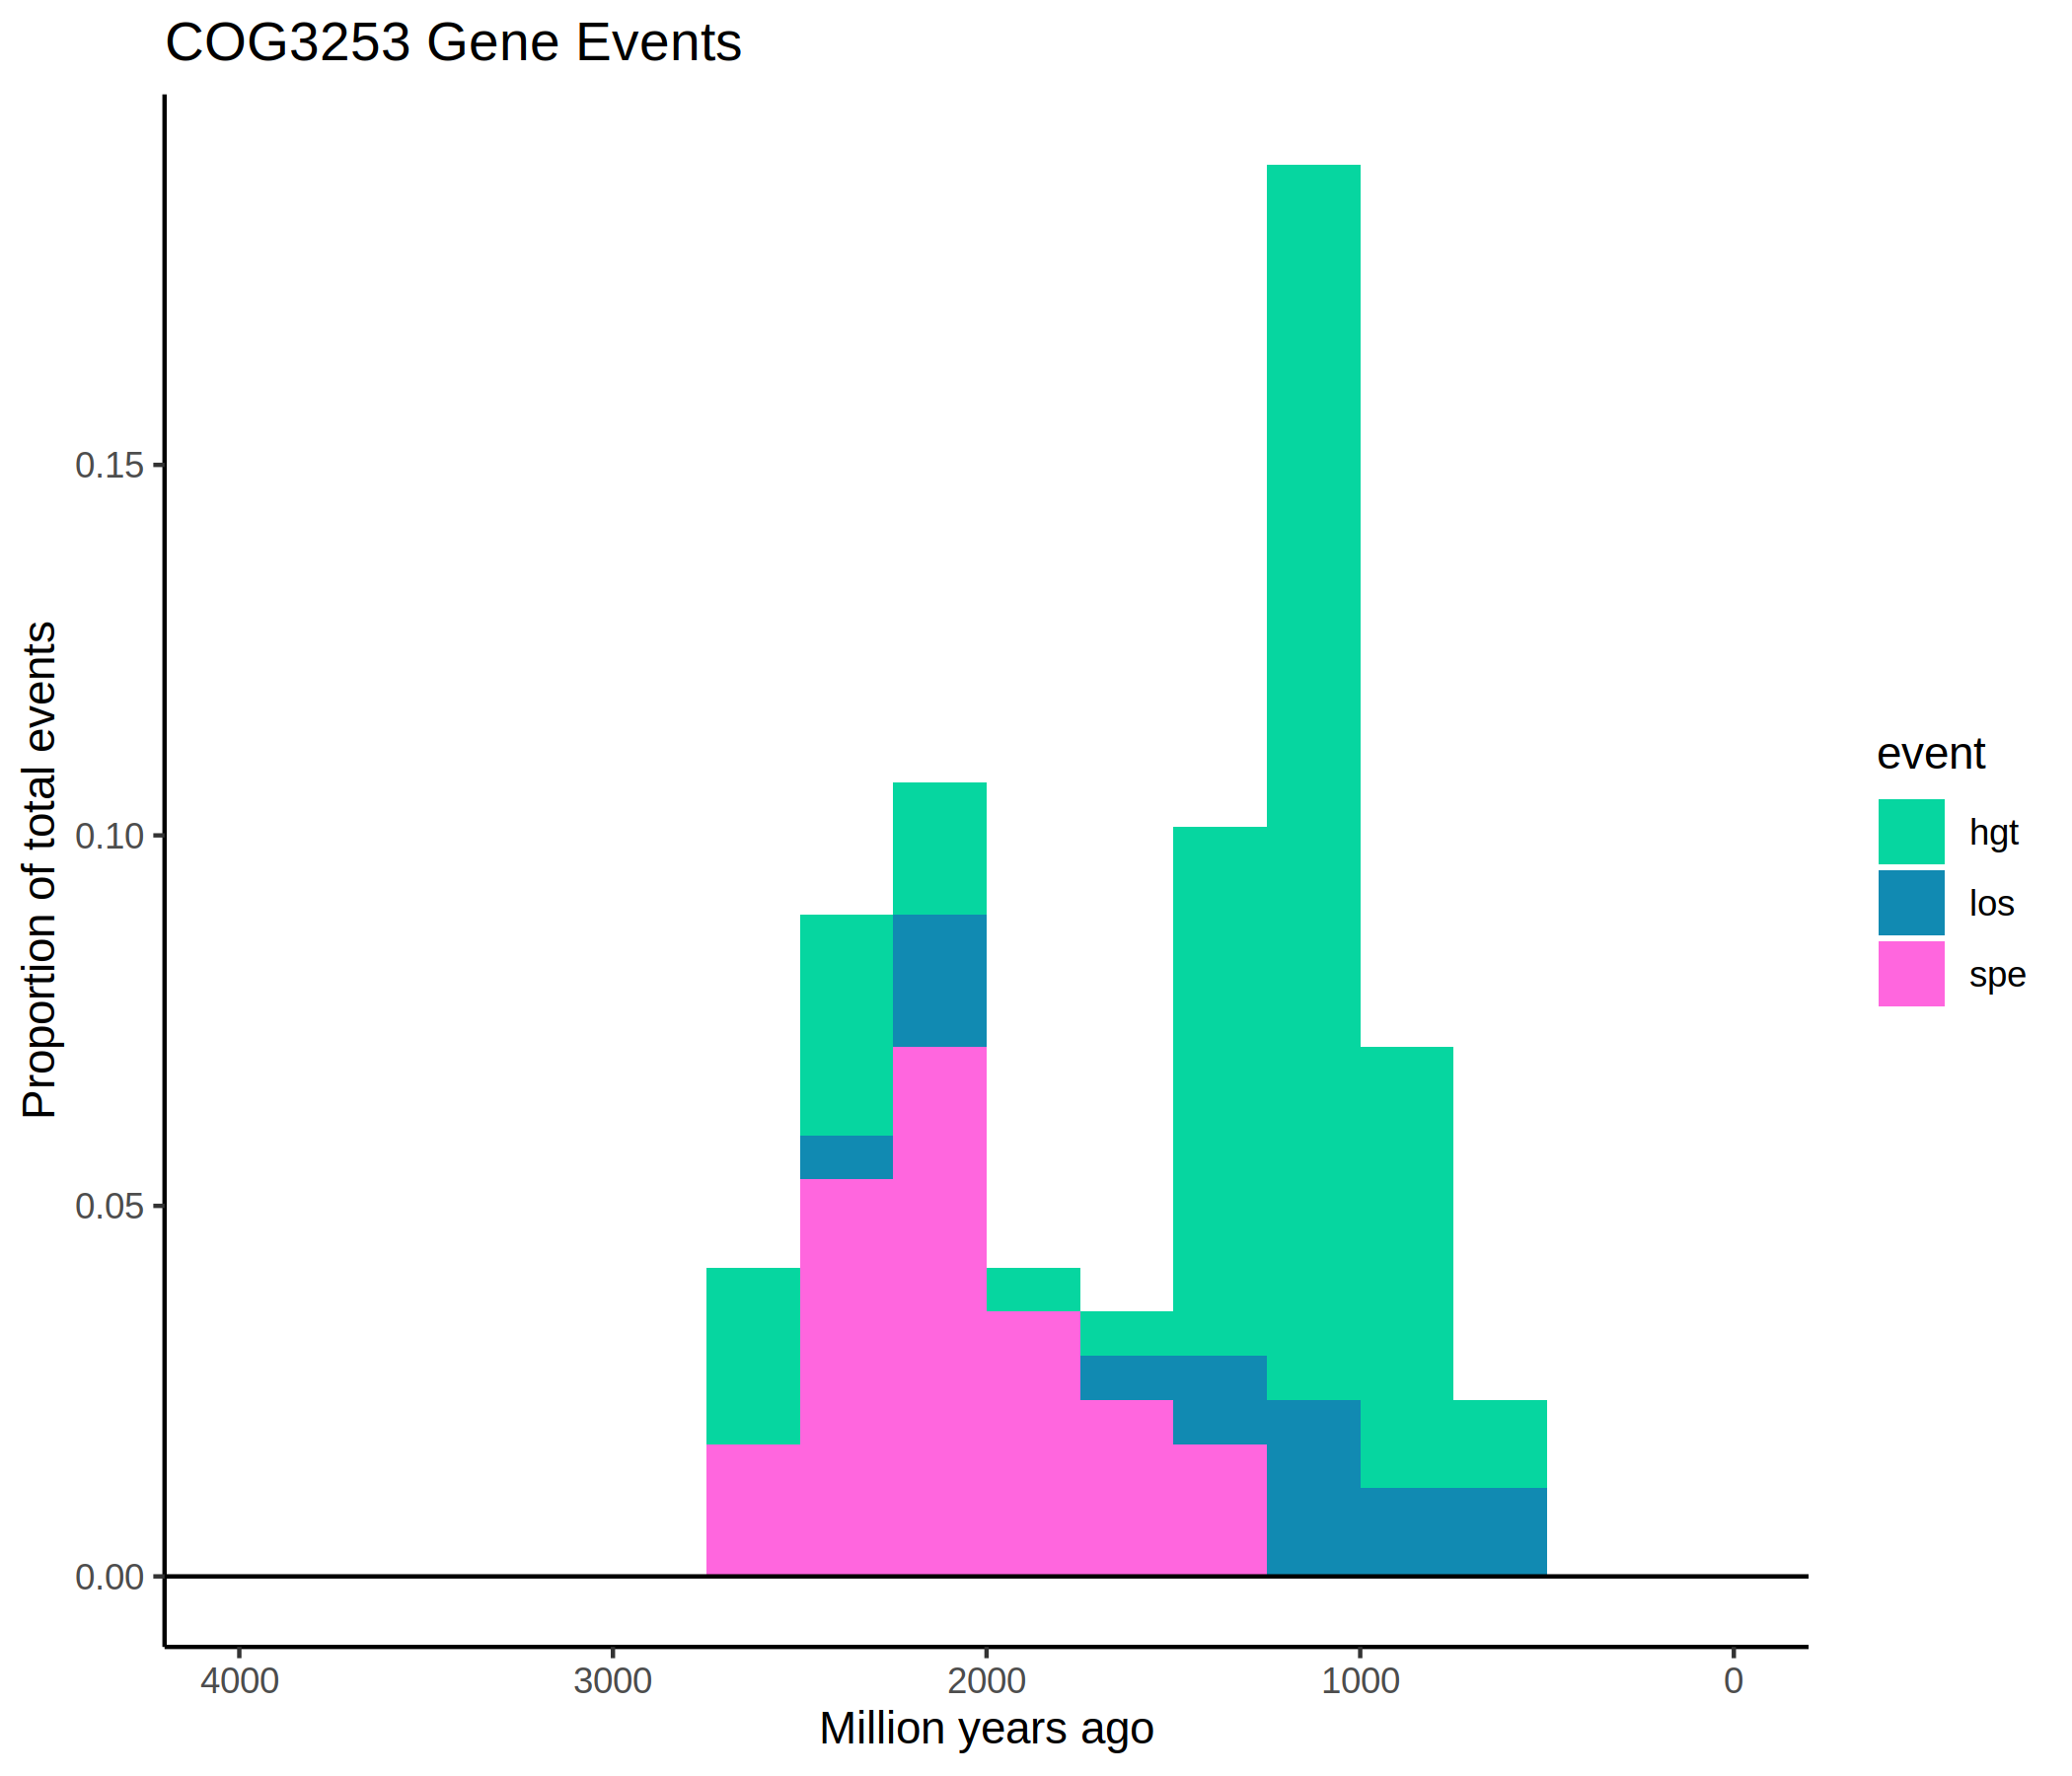 COG3253 Gene Events
Proportion of total events
0.15
0.10
0.05
0.00
4000 3000 2000 1000 0
Million years ago
event
hgt
los
spe